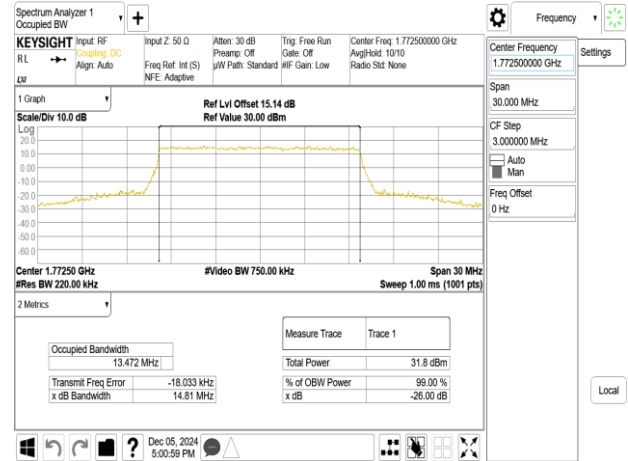 Spectrum Analyzer 1
Occupied BW
Frequency
KEYSIGHT
RL
LXI
Input: RF
Coupling: DC
Align: Auto
Input Z: 50 Ω
Freq Ref: Int (S)
NFE: Adaptive
Atten: 30 dB
Preamp: Off
µW Path: Standard
Trig: Free Run
Gate: Off
#IF Gain: Low
Center Freq: 1.772500000 GHz
Avg|Hold: 10/10
Radio Std: None
Center Frequency
1.772500000 GHz
Settings
Span
30.000 MHz
CF Step
3.000000 MHz
Auto
Man
Freq Offset
0 Hz
Local
1 Graph
Scale/Div 10.0 dB
Ref Lvl Offset 15.14 dB
Ref Value 30.00 dBm
Log
20.0
10.0
0.00
-10.0
-20.0
-30.0
-40.0
-50.0
-60.0
Center 1.77250 GHz
#Video BW 750.00 kHz
Span 30 MHz
#Res BW 220.00 kHz
Sweep 1.00 ms (1001 pts)
2 Metrics
Measure Trace Trace 1
Occupied Bandwidth
13.472 MHz
Total Power 31.8 dBm
Transmit Freq Error -18.033 kHz
% of OBW Power 99.00 %
x dB Bandwidth 14.81 MHz
x dB -26.00 dB
Dec 05, 2024
5:00:59 PM